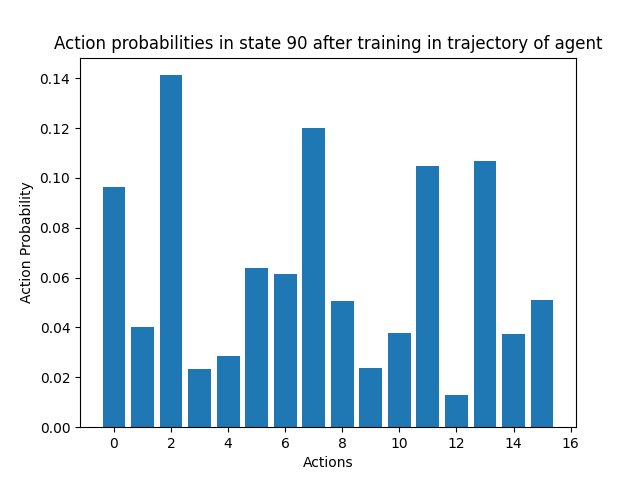 Action probabilities in state 90 after training in trajectory of agent
0.14
0.12
0.10
0.08
0.06
0.04
0.02
0.00
Action Probability
0 2 4 6 8 10 12 14 16
Actions